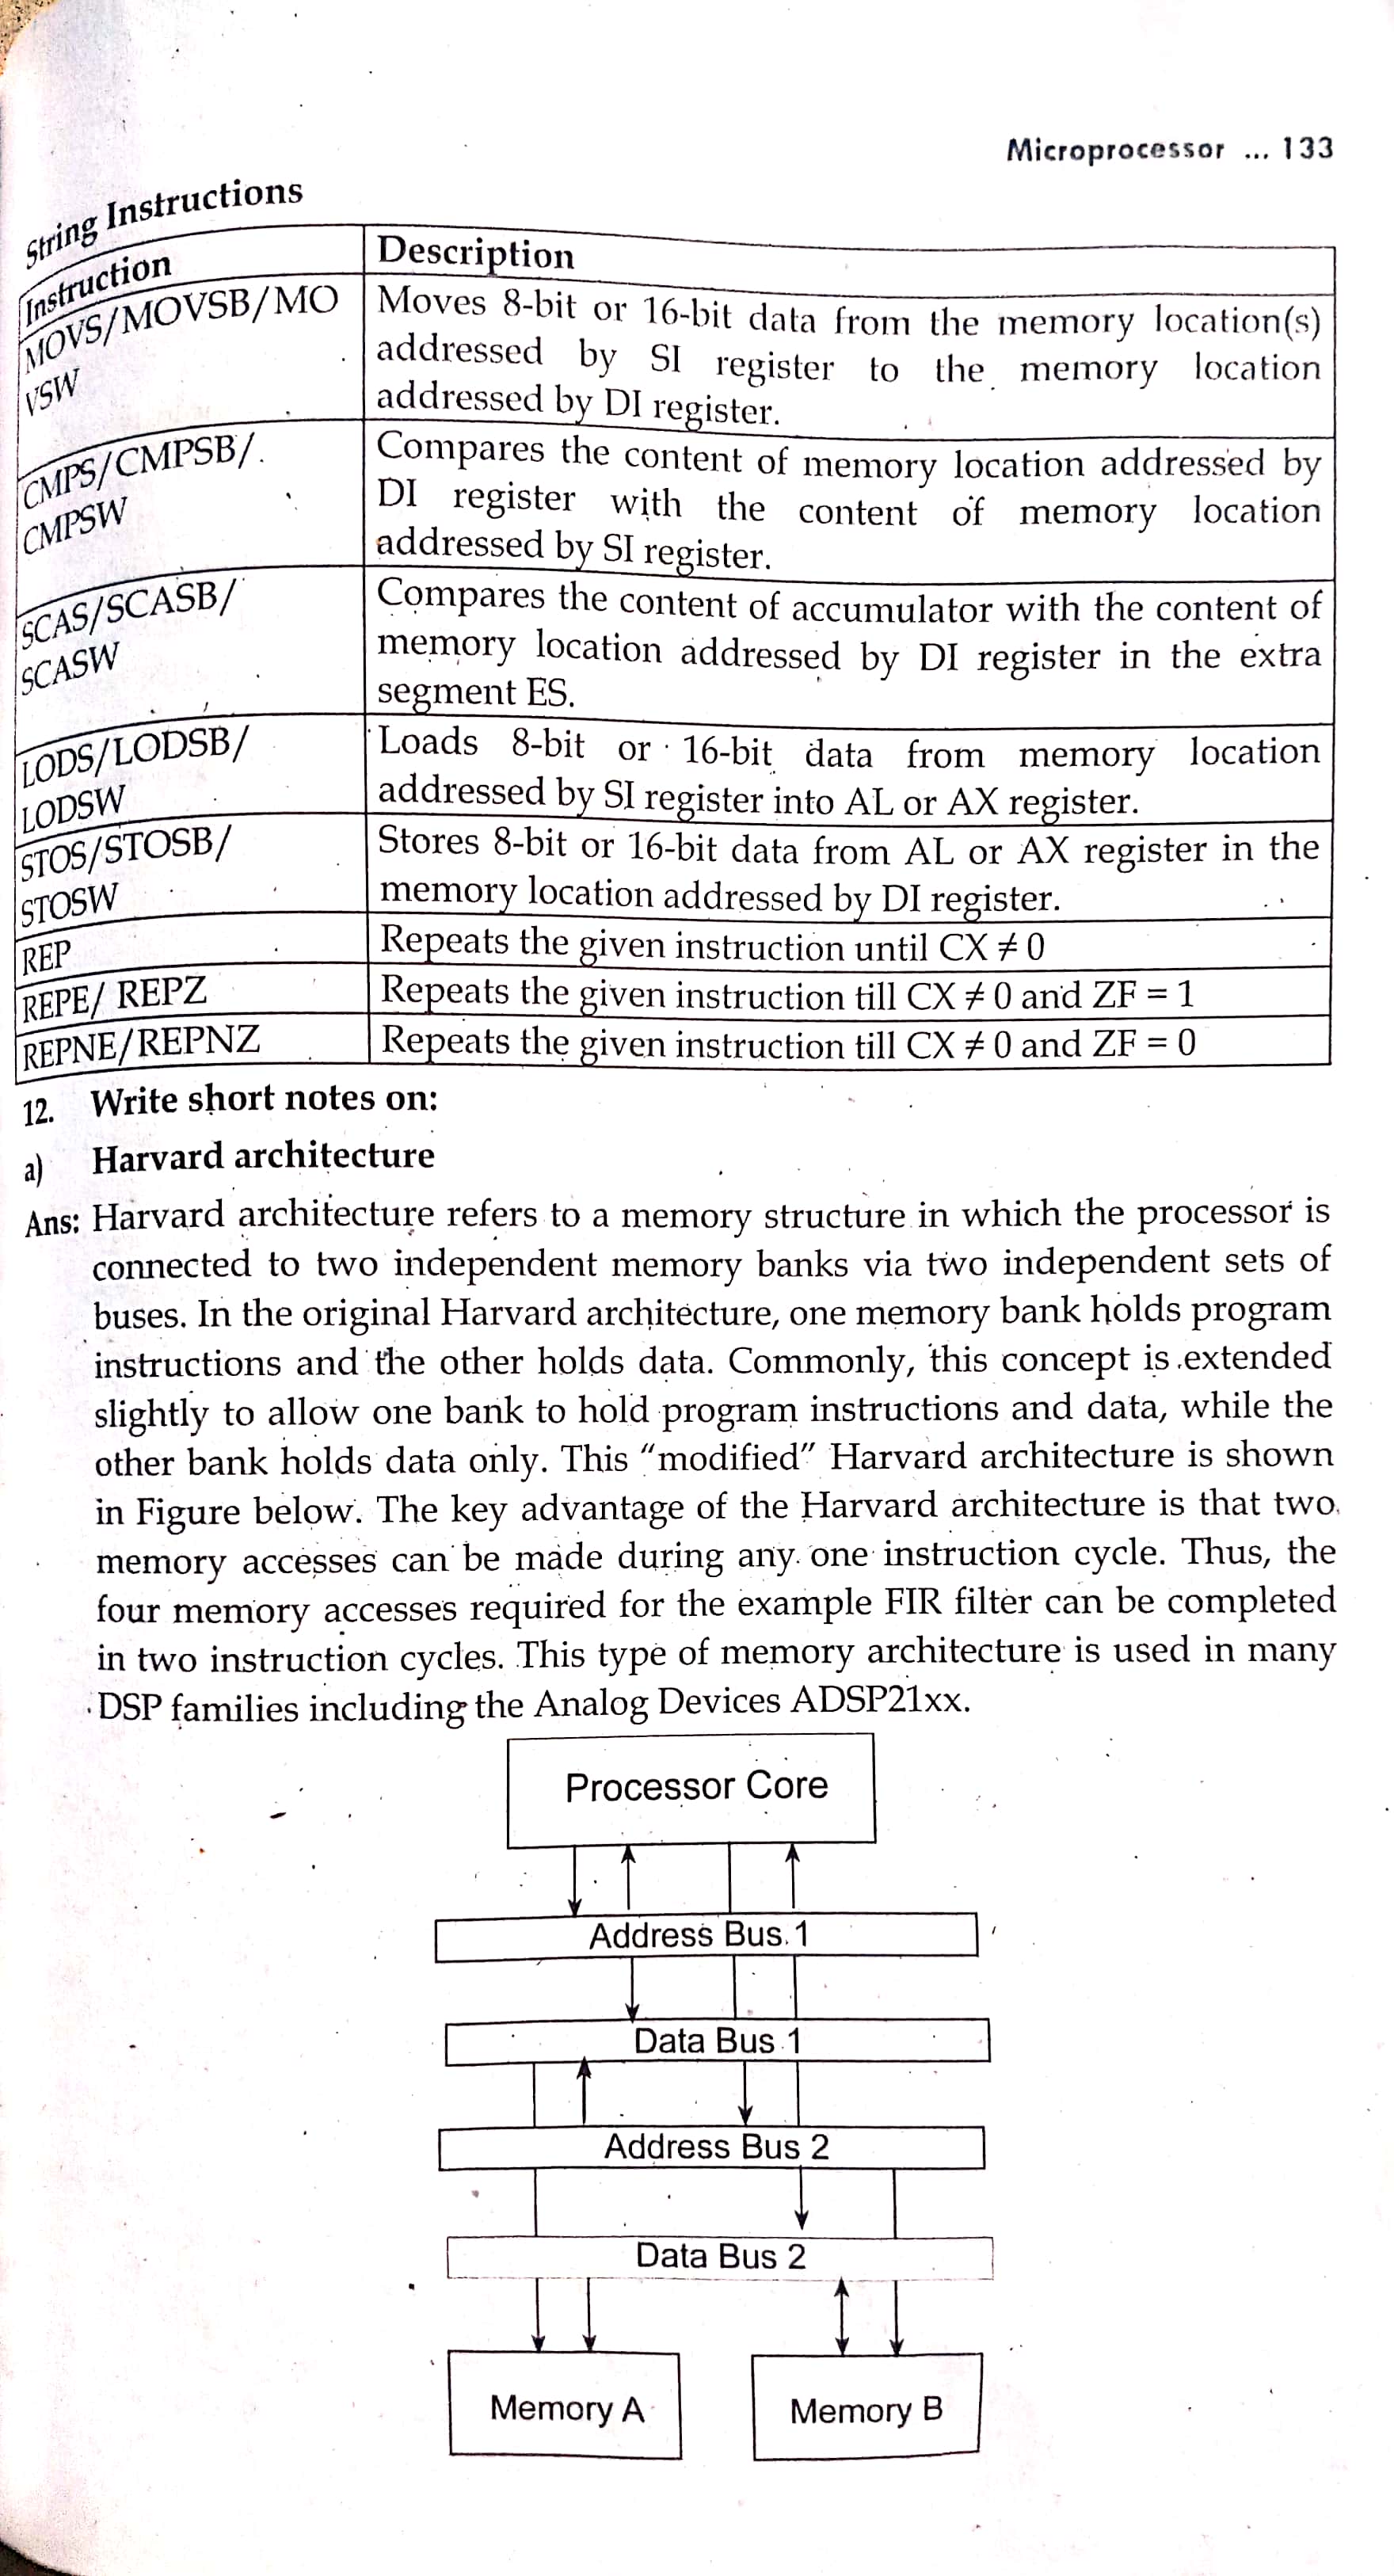 Microprocessor ... 133
String Instructions
Instruction
Description
MOVS/MOVSB/MO
VSW
Moves 8-bit or 16-bit data from the memory location(s)
addressed by SI register to the memory location
addressed by DI register.
CMPS/CMPSB/
CMPSW
Compares the content of memory location addressed by
DI register with the content of memory location
addressed by SI register.
SCAS/SCASB/
SCASW
Compares the content of accumulator with the content of
memory location addressed by DI register in the extra
segment ES.
LODS/LODSB/
LODSW
Loads 8-bit or 16-bit data from memory location
addressed by SI register into AL or AX register.
STOS/STOSB/
STOSW
Stores 8-bit or 16-bit data from AL or AX register in the
memory location addressed by DI register.
REP
Repeats the given instruction until CX ≠ 0
REPE/ REPZ
Repeats the given instruction till CX ≠ 0 and ZF = 1
REPNE/REPNZ
Repeats the given instruction till CX ≠ 0 and ZF = 0
12. Write short notes on:
a) Harvard architecture
Ans: Harvard architecture refers to a memory structure in which the processor is
connected to two independent memory banks via two independent sets of
buses. In the original Harvard architecture, one memory bank holds program
instructions and the other holds data. Commonly, this concept is extended
slightly to allow one bank to hold program instructions and data, while the
other bank holds data only. This "modified" Harvard architecture is shown
in Figure below. The key advantage of the Harvard architecture is that two
memory accesses can be made during any one instruction cycle. Thus, the
four memory accesses required for the example FIR filter can be completed
in two instruction cycles. This type of memory architecture is used in many
DSP families including the Analog Devices ADSP21xx.
Processor Core
Address Bus 1
Data Bus 1
Address Bus 2
Data Bus 2
Memory A
Memory B